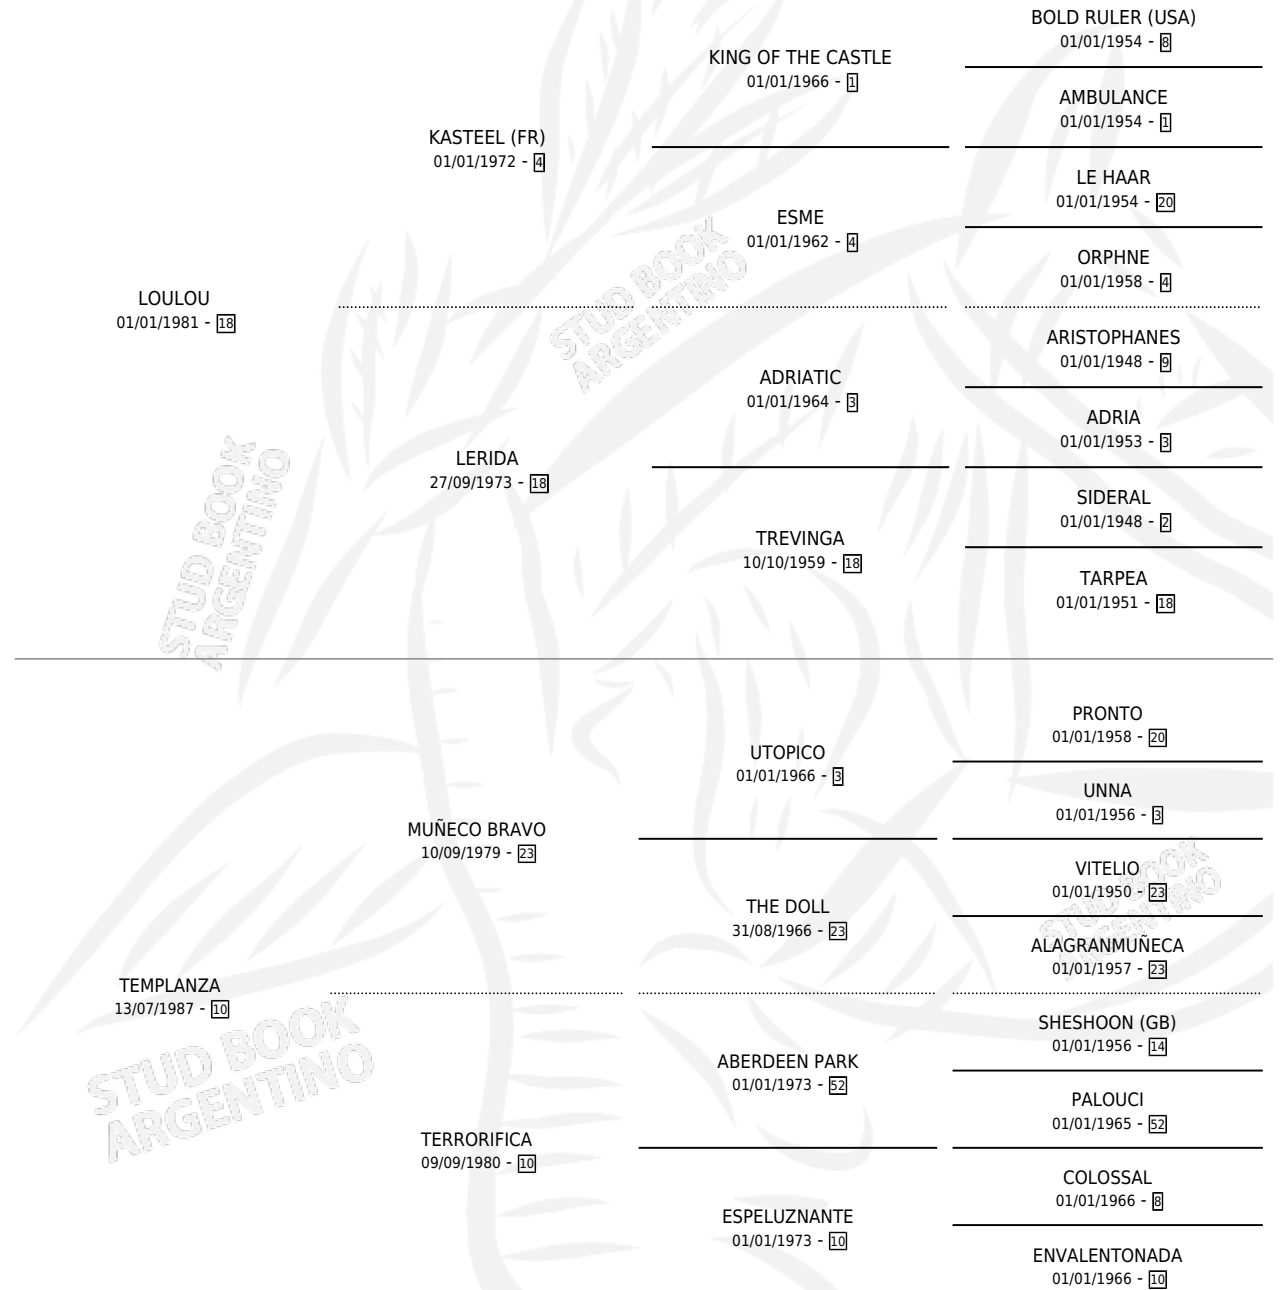 BOLD RULER (USA)
01/01/1954 - 8
KING OF THE CASTLE
01/01/1966 - 1
AMBULANCE
01/01/1954 - 1
KASTEEL (FR)
01/01/1972 - 4
LE HAAR
01/01/1954 - 20
ESME
01/01/1962 - 4
ORPHNE
01/01/1958 - 4
LOULOU
01/01/1981 - 18
ARISTOPHANES
01/01/1948 - 9
ADRIATIC
01/01/1964 - 3
ADRIA
01/01/1953 - 3
LERIDA
27/09/1973 - 18
SIDERAL
01/01/1948 - 2
TREVINGA
10/10/1959 - 18
TARPEA
01/01/1951 - 18
PRONTO
01/01/1958 - 20
UTOPICO
01/01/1966 - 3
UNNA
01/01/1956 - 3
MUÑECO BRAVO
10/09/1979 - 23
VITELIO
01/01/1950 - 23
THE DOLL
31/08/1966 - 23
ALAGRANMUÑECA
01/01/1957 - 23
TEMPLANZA
13/07/1987 - 10
SHESHOON (GB)
01/01/1956 - 14
ABERDEEN PARK
01/01/1973 - 52
PALOUCI
01/01/1965 - 52
TERRORIFICA
09/09/1980 - 10
COLOSSAL
01/01/1966 - 8
ESPELUZNANTE
01/01/1973 - 10
ENVALENTONADA
01/01/1966 - 10
STUD BOOK
ARGENTINO
STUD BOOK
ARGENTINO
STUD BOOK
ARGENTINO
STUD BOOK
ARGENTINO